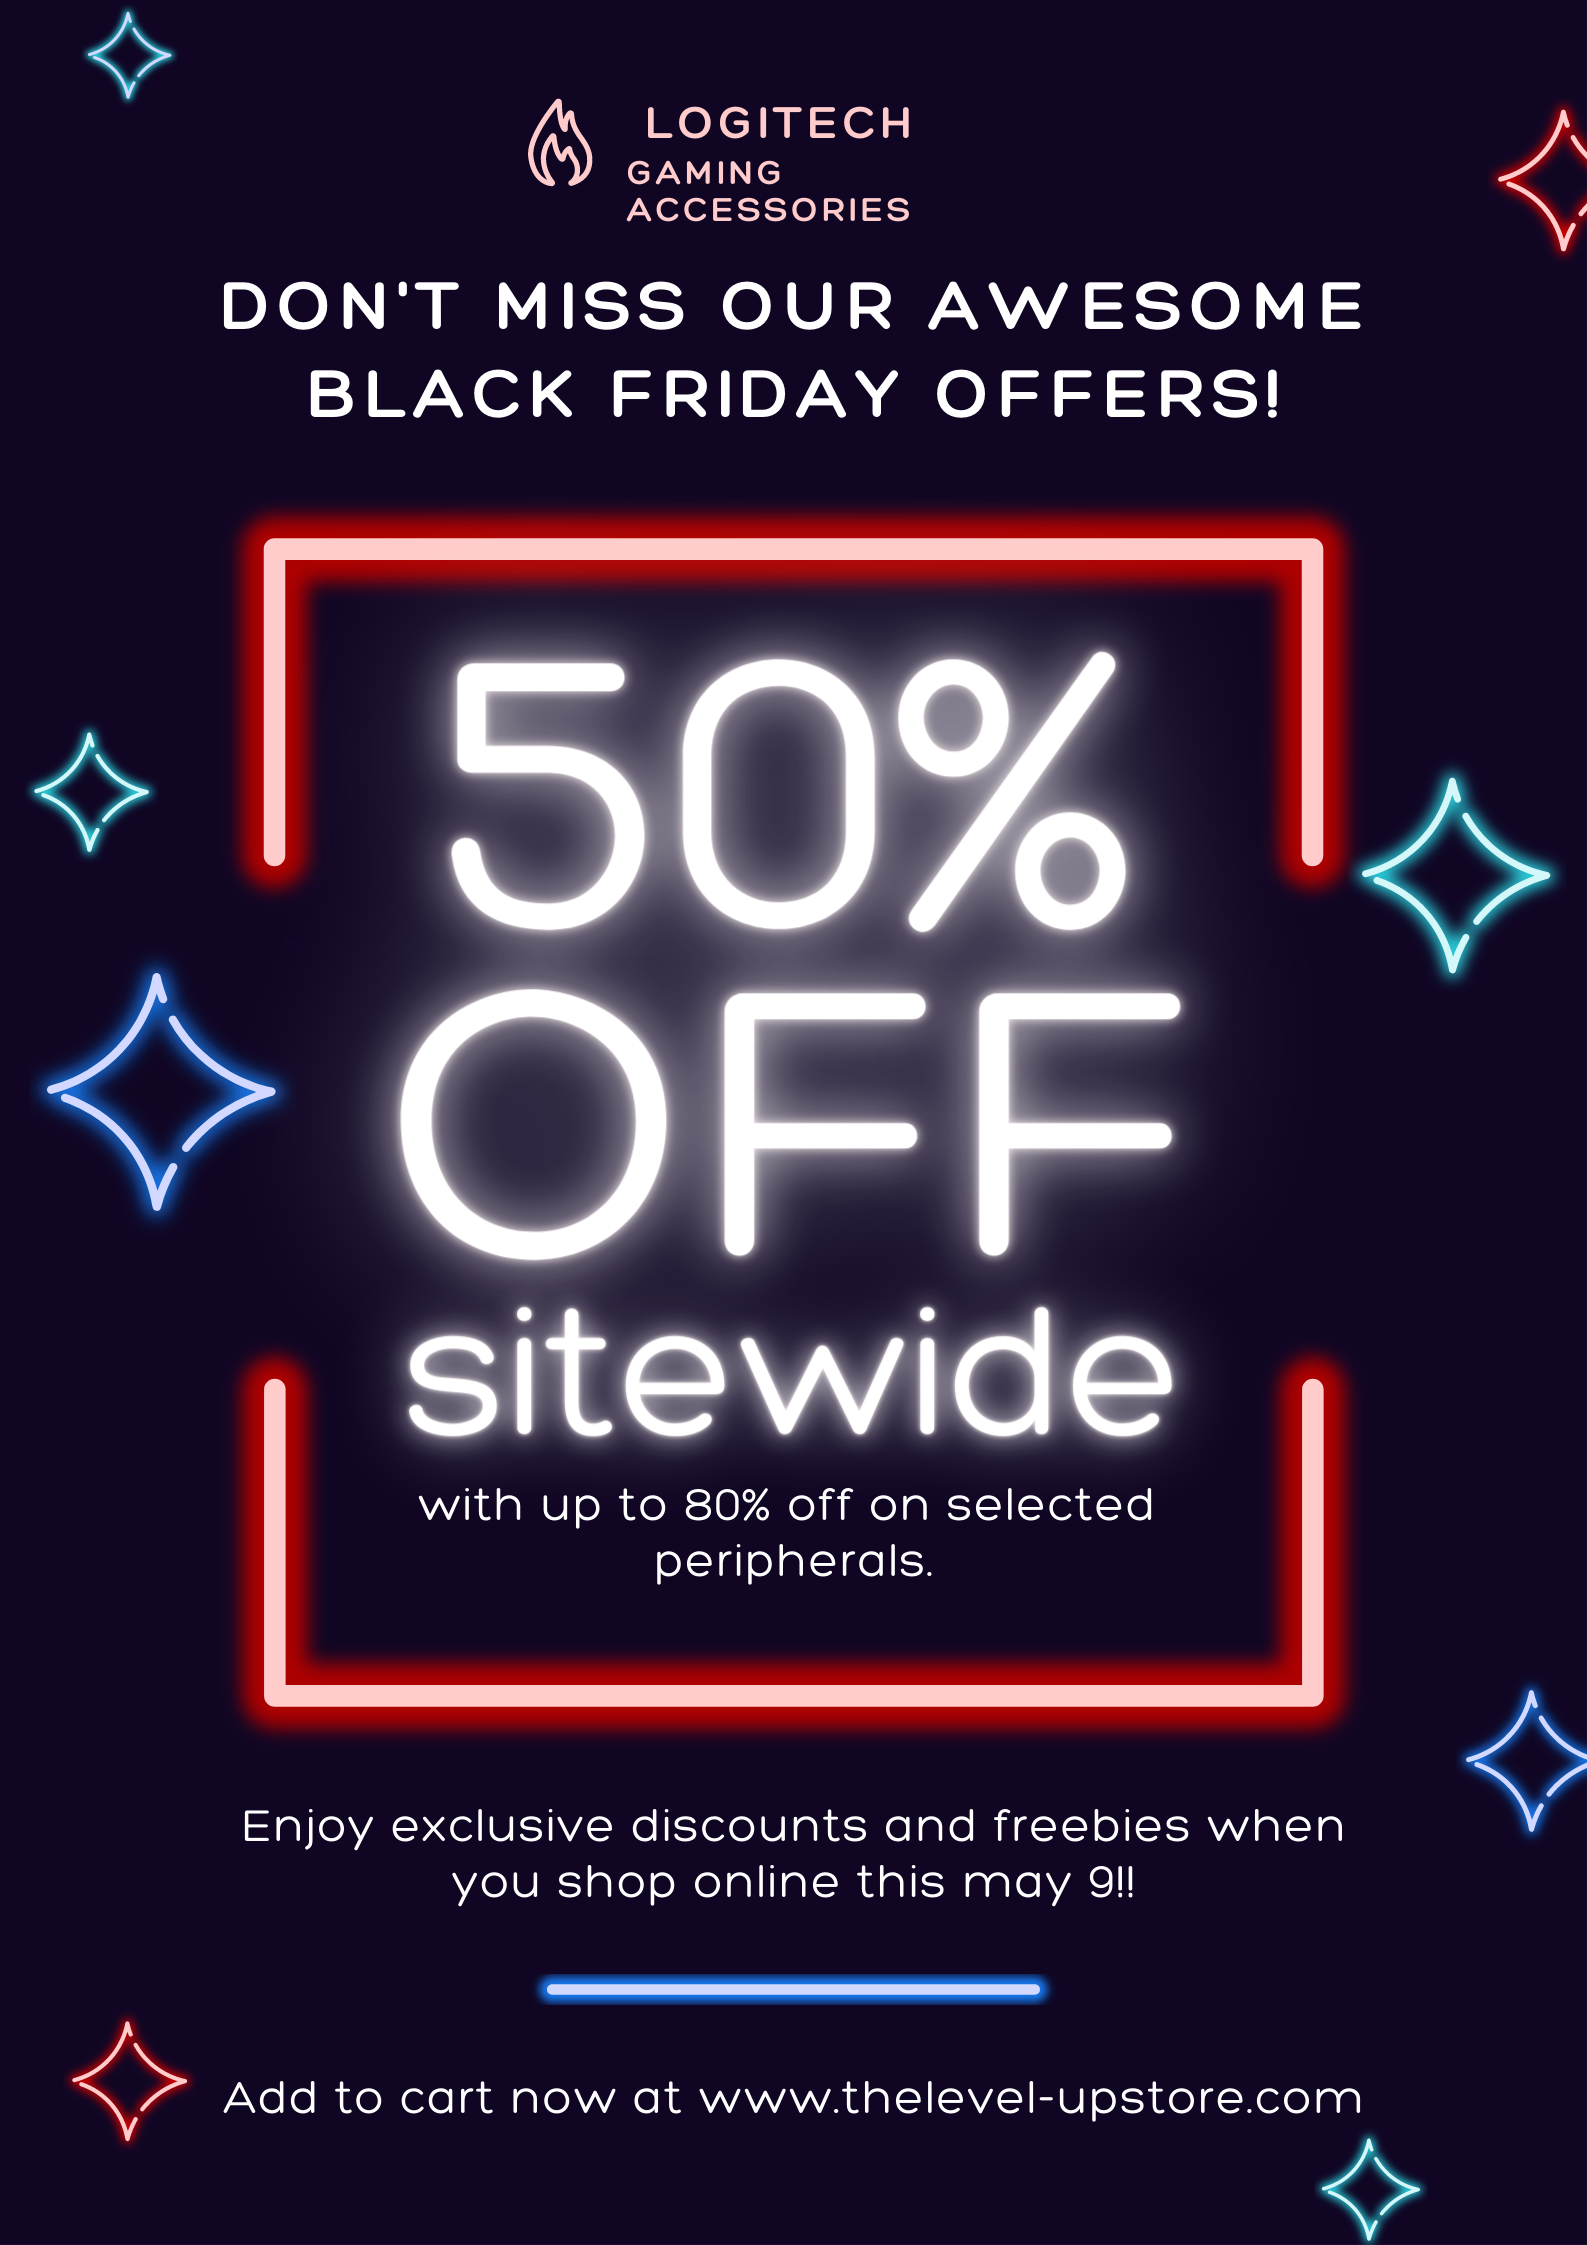 LOGITECH
GAMING
ACCESSORIES
DON'T MISS OUR AWESOME
BLACK FRIDAY OFFERS!
50%
OFF
sitewide
with up to 80% off on selected
peripherals.
Enjoy exclusive discounts and freebies when
you shop online this may 9!!
Add to cart now at www.thelevel-upstore.com